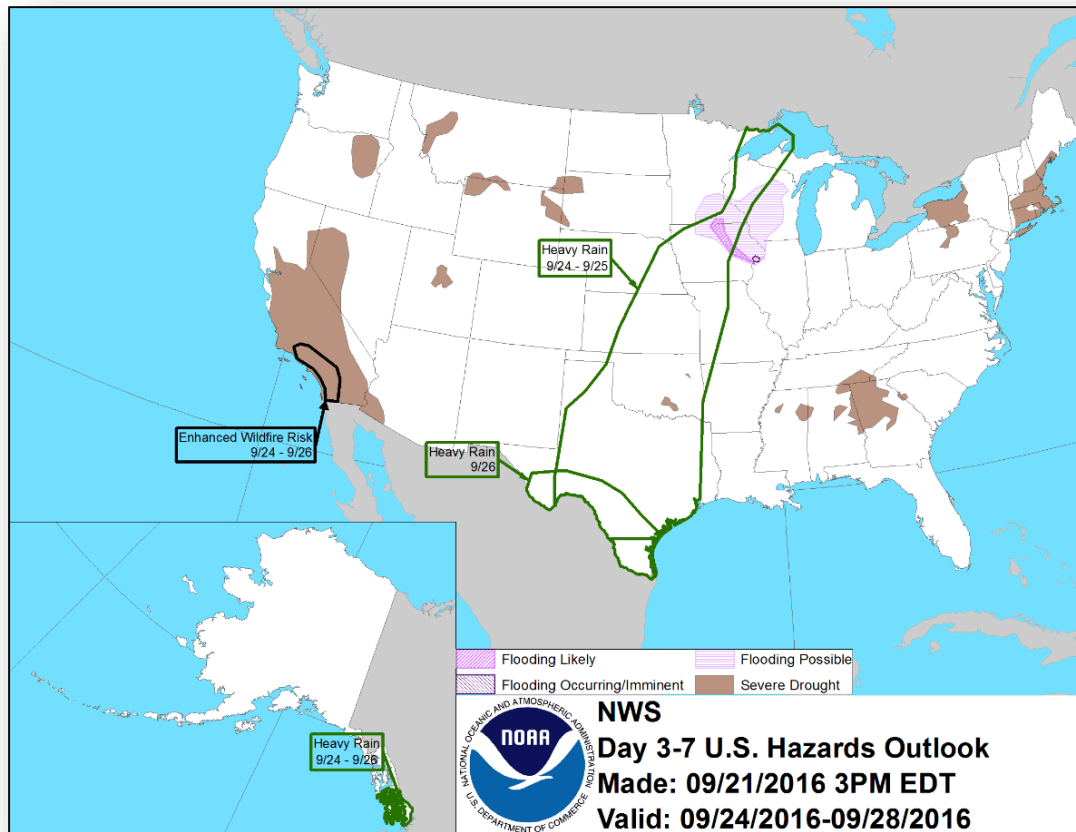 Heavy Rain
9/24 - 9/25
Enhanced Wildfire Risk
9/24 - 9/26
Heavy Rain
9/26
Heavy Rain
9/24 - 9/26
Flooding Likely
Flooding Possible
Flooding Occurring/Imminent
Severe Drought
NATIONAL OCEANIC AND ATMOSPHERIC ADMINISTRATION
NOAA
U.S. DEPARTMENT OF COMMERCE
NWS
Day 3-7 U.S. Hazards Outlook
Made: 09/21/2016 3PM EDT
Valid: 09/24/2016-09/28/2016